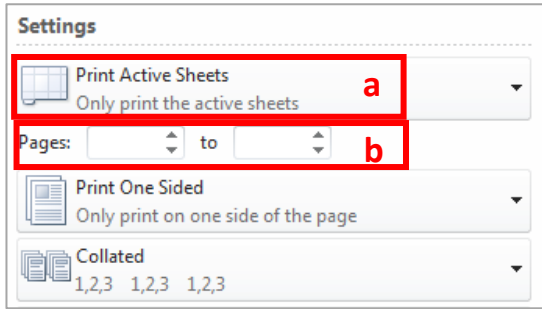 Settings
Print Active Sheets
Only print the active sheets
a
Pages: to
b
Print One Sided
Only print on one side of the page
Collated
1,2,3 1,2,3 1,2,3